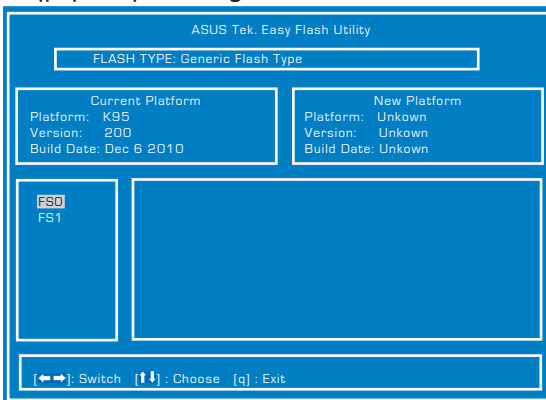 ASUS Tek. Easy Flash Utility
FLASH TYPE: Generic Flash Type
Current Platform
Platform: K95
Version: 200
Build Date: Dec 6 2010
New Platform
Platform: Unkown
Version: Unkown
Build Date: Unkown
FS0
FS1
[←→]: Switch [↑↓] : Choose [q] : Exit